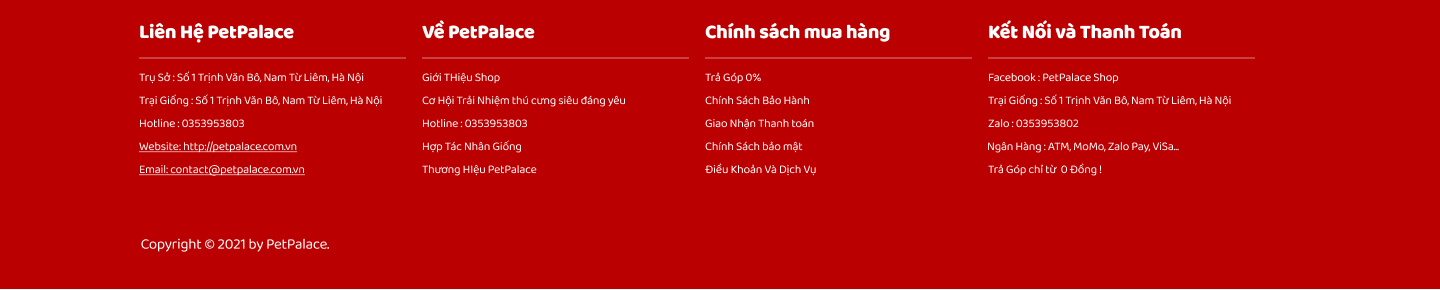 Liên Hệ PetPalace
Trụ Sở : Số 1 Trịnh Văn Bô, Nam Từ Liêm, Hà Nội
Trại Giống : Số 1 Trịnh Văn Bô, Nam Từ Liêm, Hà Nội
Hotline : 0353953803
Website: http://petpalace.com.vn
Email: contact@petpalace.com.vn
Về PetPalace
Giới THiệu Shop
Cơ Hội Trải Nhiệm thú cưng siêu đáng yêu
Hotline : 0353953803
Hợp Tác Nhân Giống
Thương HIệu PetPalace
Chính sách mua hàng
Trả Góp 0%
Chính Sách Bảo Hành
Giao Nhận Thanh toán
Chính Sách bảo mật
Điều Khoản Và Dịch Vụ
Kết Nối và Thanh Toán
Facebook : PetPalace Shop
Trại Giống : Số 1 Trịnh Văn Bô, Nam Từ Liêm, Hà Nội
Zalo : 0353953802
Ngân Hàng : ATM, MoMo, Zalo Pay, ViSa...
Trả Góp chỉ từ 0 Đồng !
Copyright © 2021 by PetPalace.